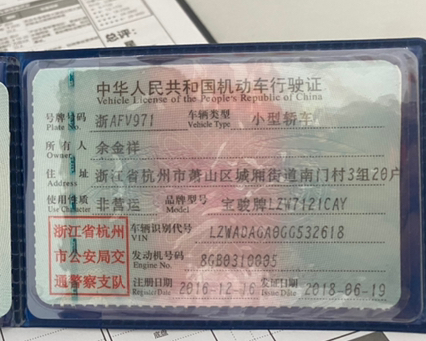 总评:
中华人民共和国机动车行驶证
Vehicle License of the People's Republic of China
号牌号码 浙AFV971 车辆类型 小型轿车
Plate No. Vehicle Type
所有人 余金祥
Owner
住址 浙江省杭州市萧山区城厢街道南门村3组20户
Address
使用性质 非营运 品牌型号 宝骏牌LZW7121CAY
Use Character Model
浙江省杭州 车辆识别代号 LZWADAGA0GG532618
VIN
市公安局交 发动机号码 8GB0310005
Engine No.
通警察支队 注册日期 2016-12-16 发证日期 2018-06-19
Register Date Issue Date